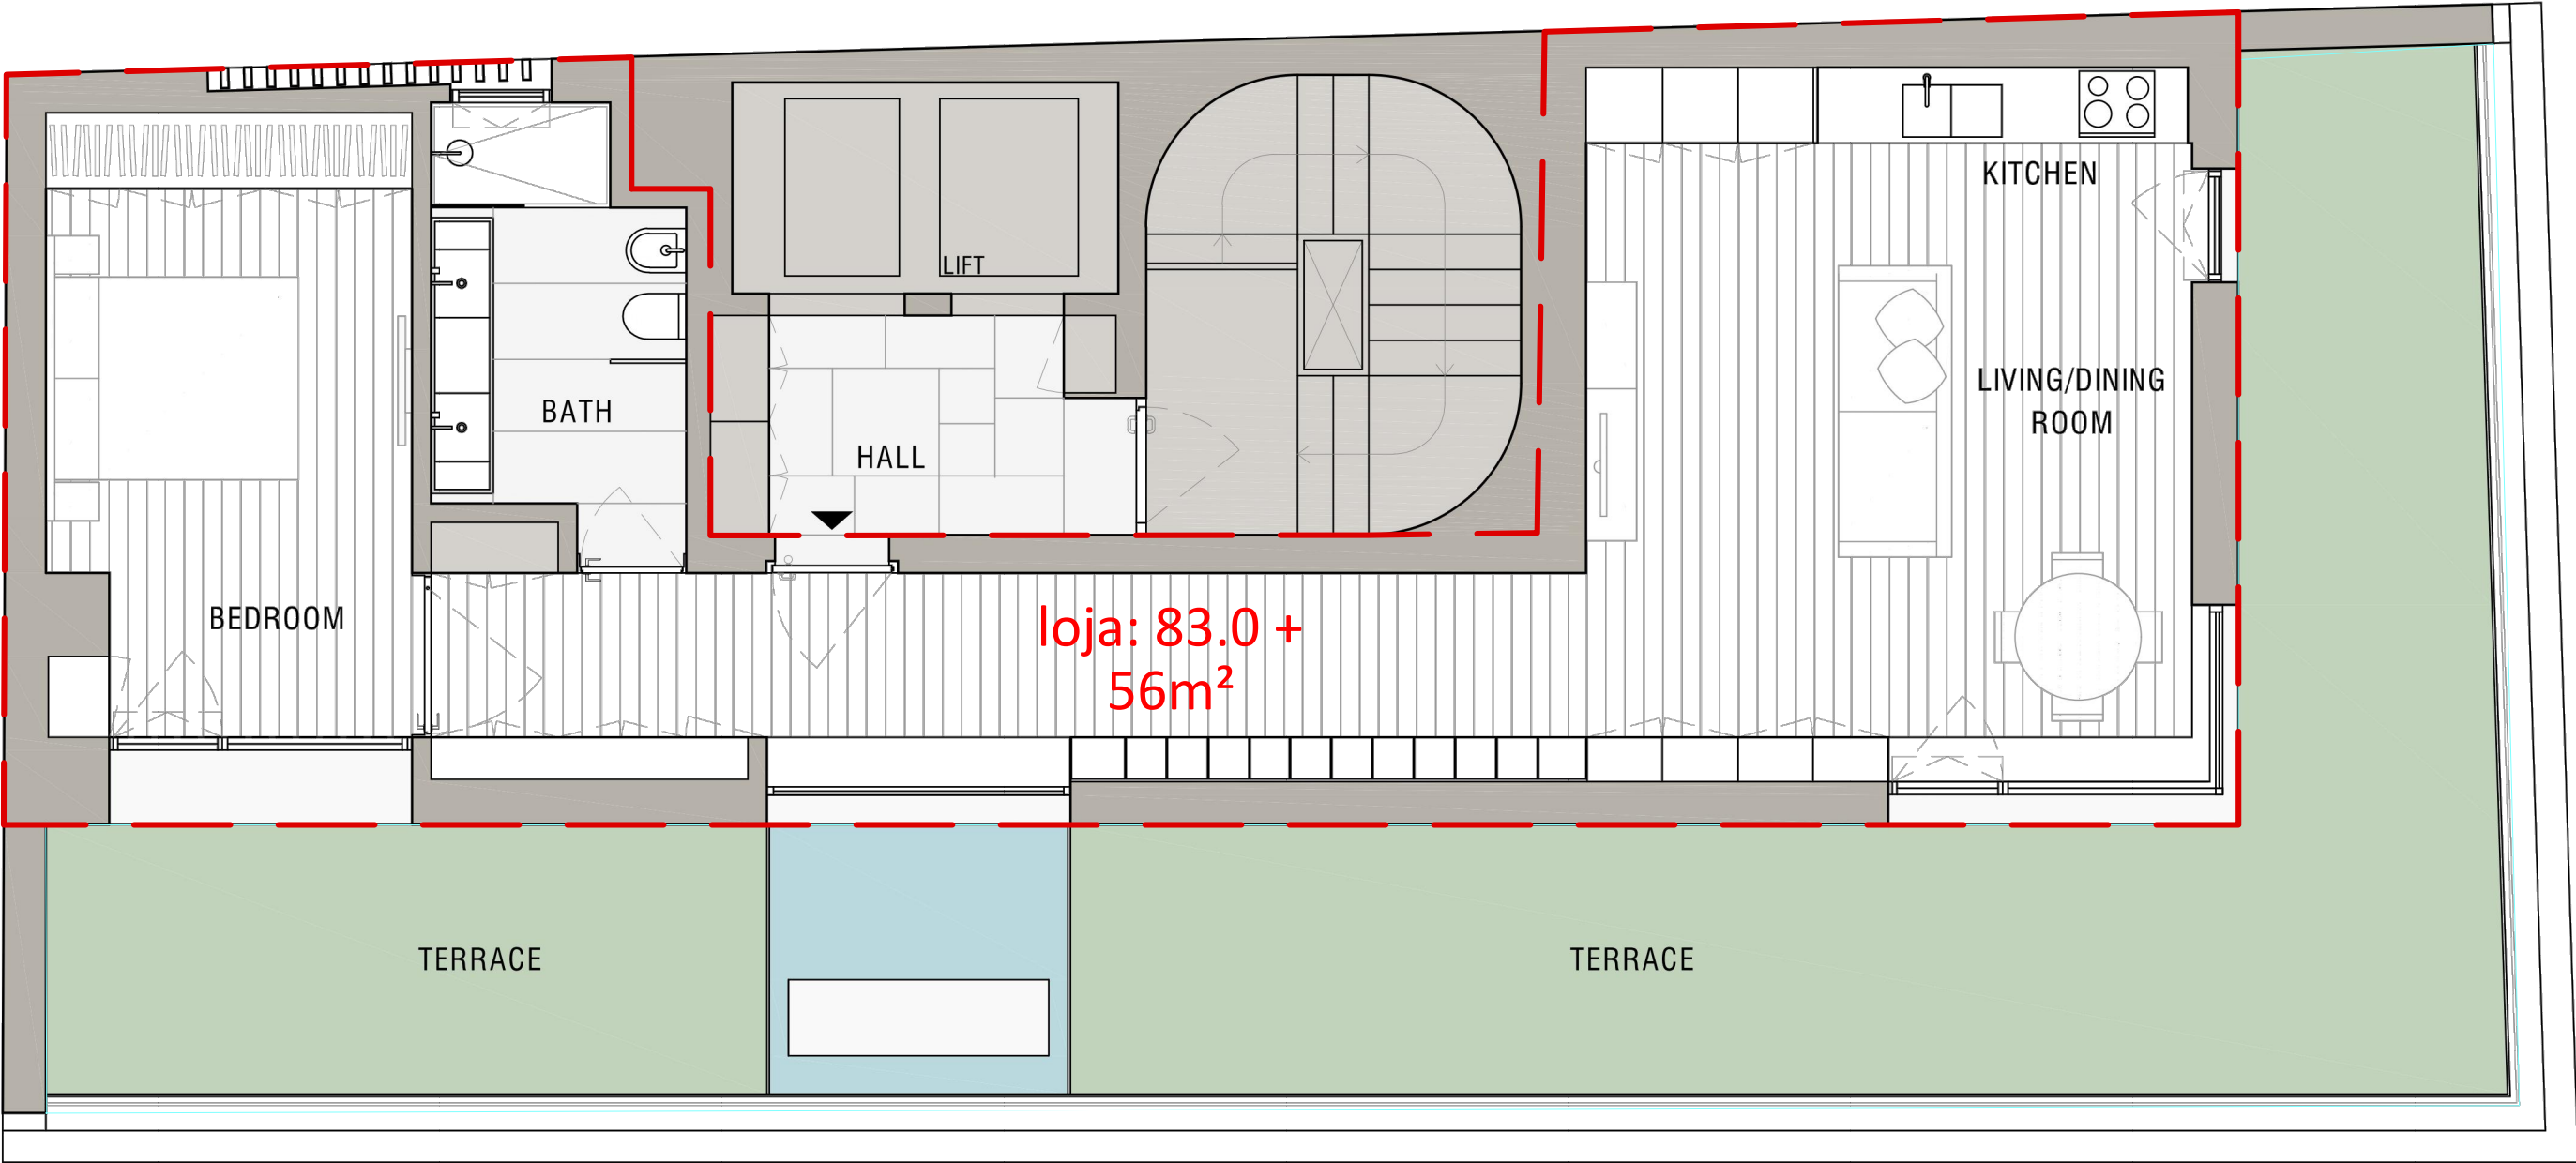 KITCHEN
LIFT
LIVING/DINING
ROOM
BATH
HALL
BEDROOM
loja: 83.0 +
56m²
TERRACE
TERRACE